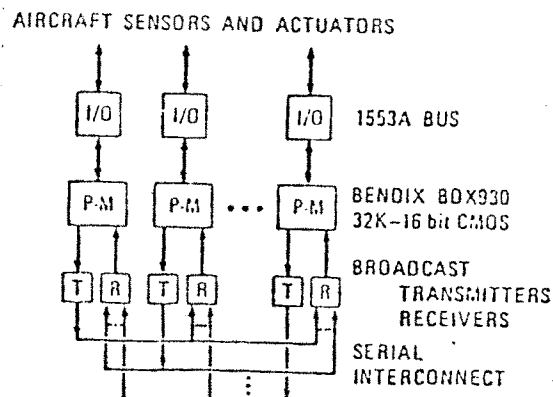 AIRCRAFT SENSORS AND ACTUATORS
I/O I/O I/O 1553A BUS
P-M P-M ... P-M BENDIX BDX930
32K-16 bit CMOS
BROADCAST
T R T R T R TRANSMITTERS
RECEIVERS
SERIAL
INTERCONNECT